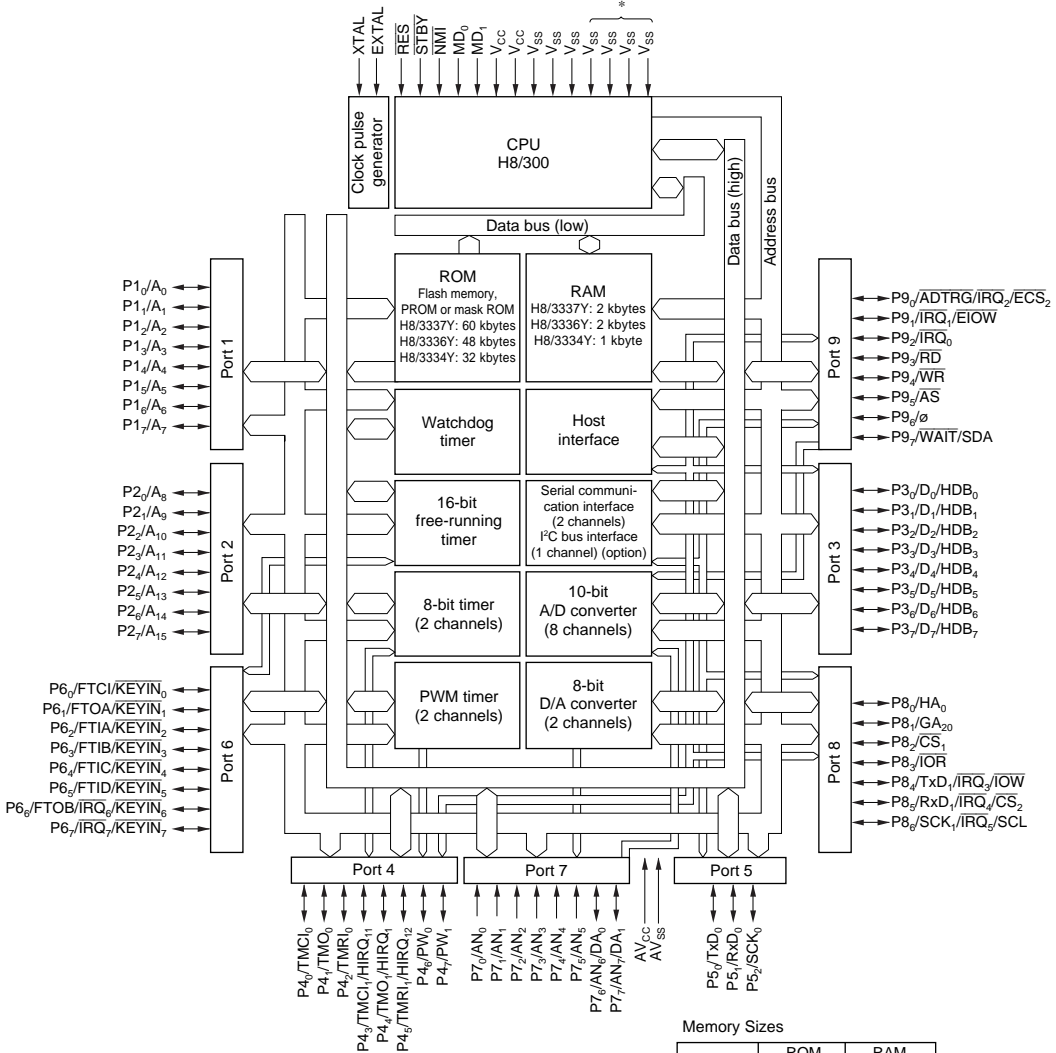 *
XTAL
EXTAL
RES
STBY
NMI
MD0
MD1
VCC
VCC
VSS
VSS
VSS
VSS
VSS
VSS
VSS
Clock pulse
generator
CPU
H8/300
Data bus (low)
Data bus (high)
Address bus
ROM
Flash memory,
PROM or mask ROM
H8/3337Y: 60 kbytes
H8/3336Y: 48 kbytes
H8/3334Y: 32 kbytes
RAM
H8/3337Y: 2 kbytes
H8/3336Y: 2 kbytes
H8/3334Y: 1 kbyte
Watchdog
timer
Host
interface
16-bit
free-running
timer
Serial communi-
cation interface
(2 channels)
I2C bus interface
(1 channel) (option)
8-bit timer
(2 channels)
10-bit
A/D converter
(8 channels)
PWM timer
(2 channels)
8-bit
D/A converter
(2 channels)
Port 1
P10/A0
P11/A1
P12/A2
P13/A3
P14/A4
P15/A5
P16/A6
P17/A7
Port 2
P20/A8
P21/A9
P22/A10
P23/A11
P24/A12
P25/A13
P26/A14
P27/A15
Port 6
P60/FTCI/KEYIN0
P61/FTOA/KEYIN1
P62/FTIA/KEYIN2
P63/FTIB/KEYIN3
P64/FTIC/KEYIN4
P65/FTID/KEYIN5
P66/FTOB/IRQ6/KEYIN6
P67/IRQ7/KEYIN7
Port 9
P90/ADTRG/IRQ2/ECS2
P91/IRQ1/EIOW
P92/IRQ0
P93/RD
P94/WR
P95/AS
P96/ø
P97/WAIT/SDA
Port 3
P30/D0/HDB0
P31/D1/HDB1
P32/D2/HDB2
P33/D3/HDB3
P34/D4/HDB4
P35/D5/HDB5
P36/D6/HDB6
P37/D7/HDB7
Port 8
P80/HA0
P81/GA20
P82/CS1
P83/IOR
P84/TxD1/IRQ3/IOW
P85/RxD1/IRQ4/CS2
P86/SCK1/IRQ5/SCL
Port 4
P40/TMCI0
P41/TMO0
P42/TMRI0
P43/TMCI1/HIRQ11
P44/TMO1/HIRQ1
P45/TMRI1/HIRQ12
P46/PW0
P47/PW1
Port 7
P70/AN0
P71/AN1
P72/AN2
P73/AN3
P74/AN4
P75/AN5
P76/AN6/DA0
P77/AN7/DA1
AVCC
AVSS
Port 5
P50/TxD0
P51/RxD0
P52/SCK0
Memory Sizes
ROM RAM